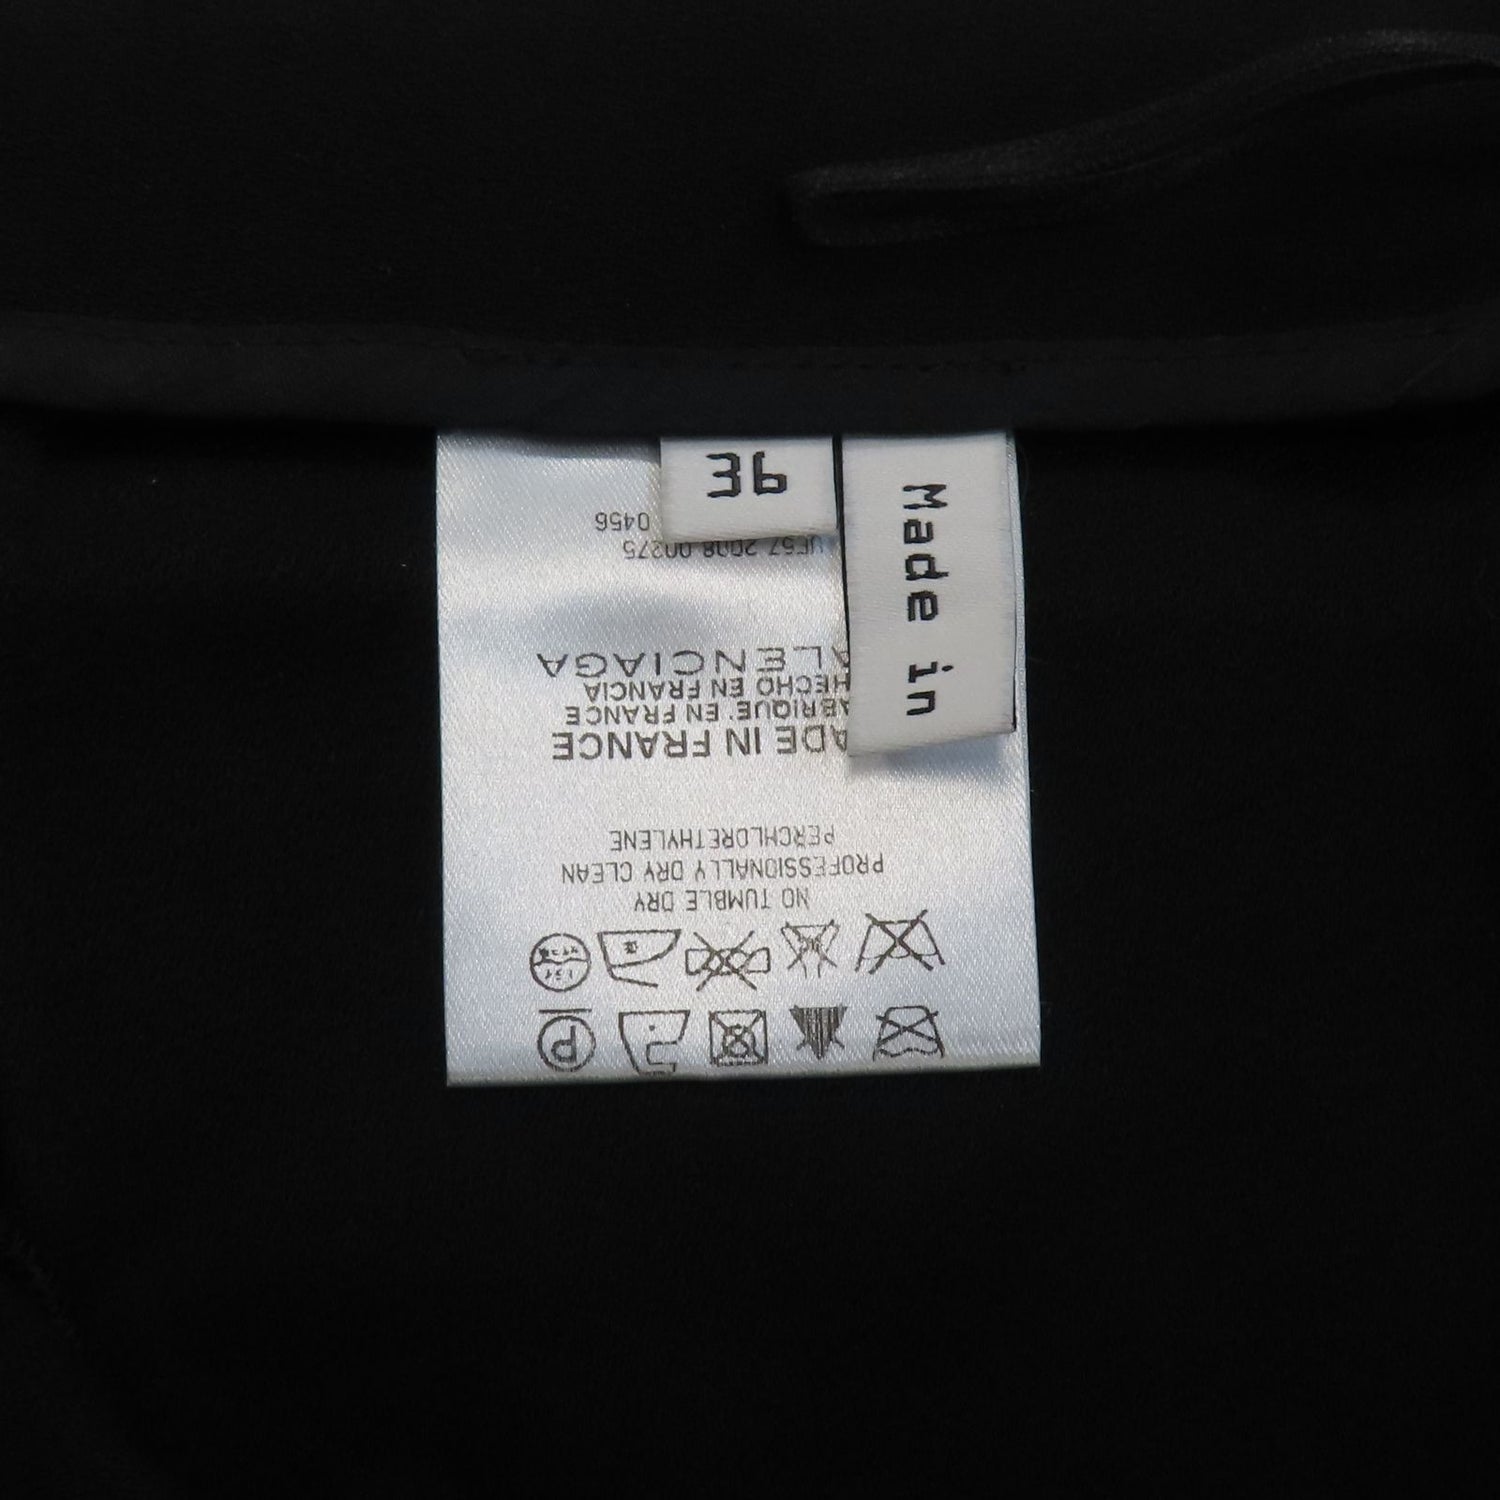 NO TUMBLE DRY
PROFESSIONALLY DRY CLEAN
PERCHLORETHYLENE
ADE IN FRANCE
ABRIQUE. EN FRANCE
HECHO EN FRANCIA
ALENCIAGA
UF57 2008 00275
0456
36
Made in
P